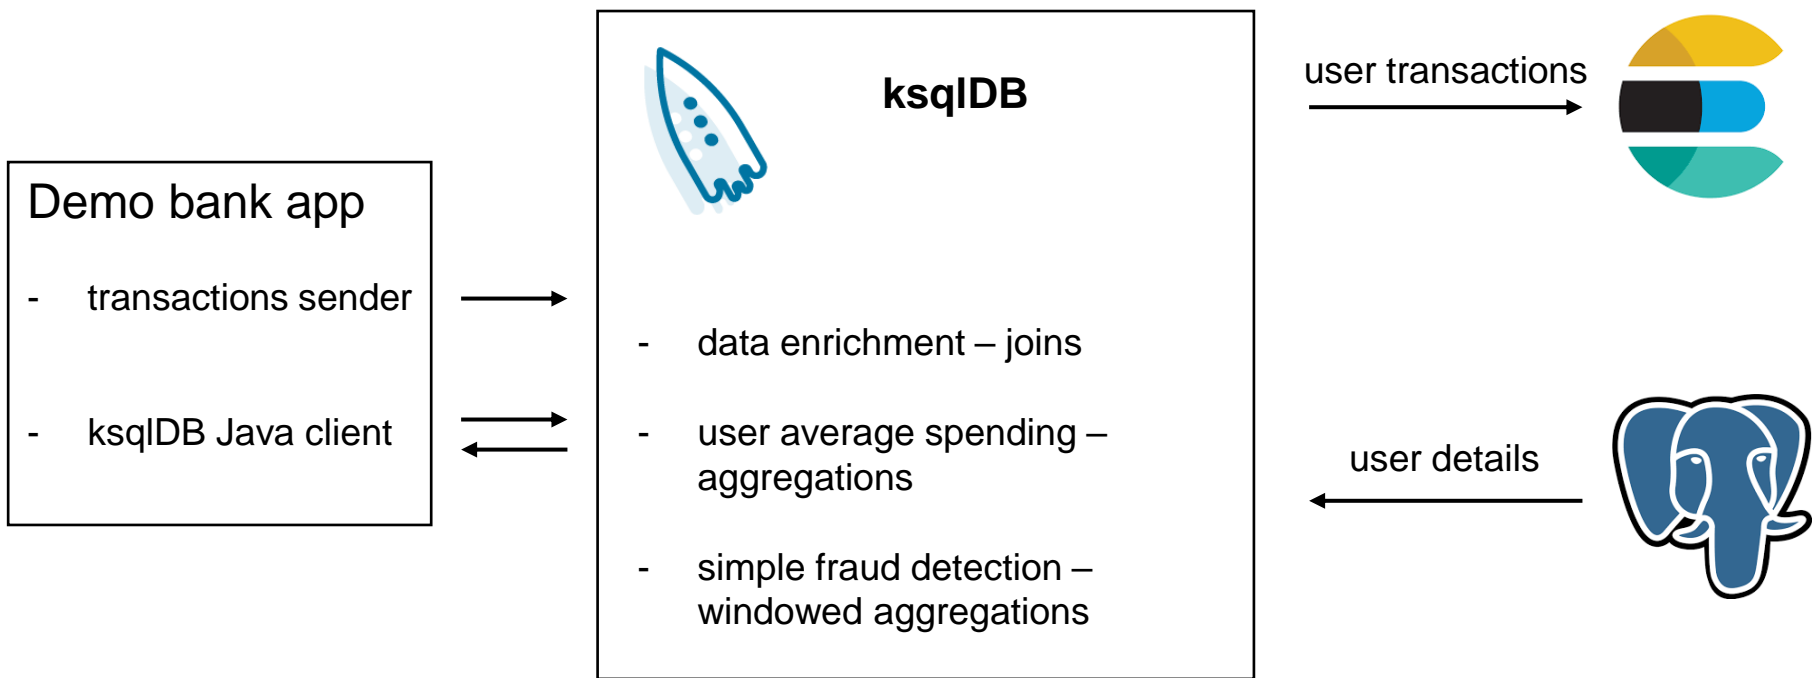 Demo bank app
- transactions sender
- ksqlDB Java client
ksqlDB
- data enrichment – joins
- user average spending –
aggregations
- simple fraud detection –
windowed aggregations
user transactions
user details